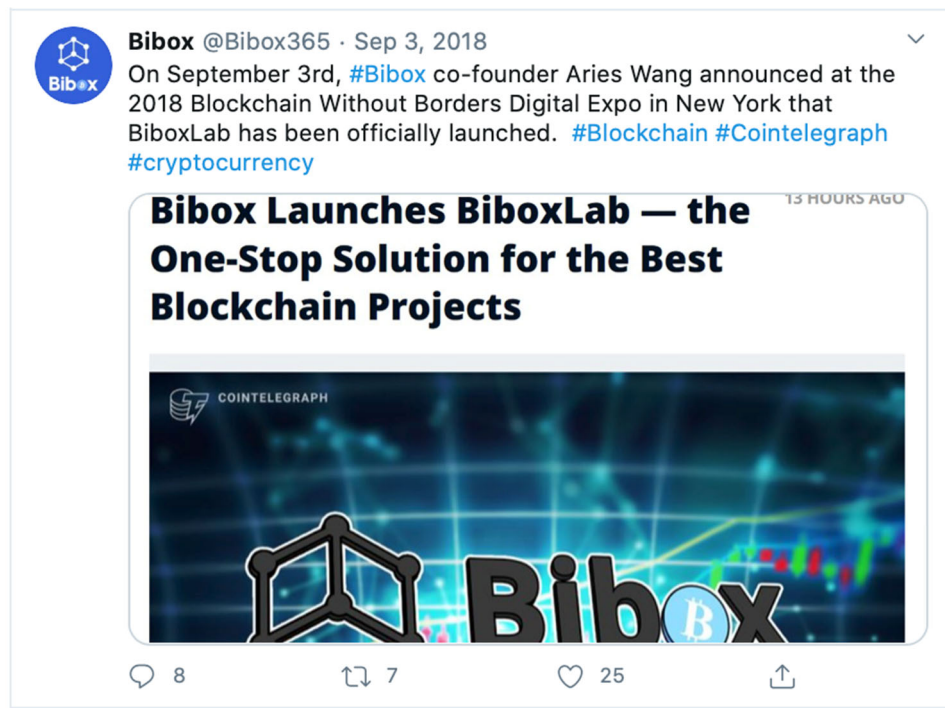 Bibox @Bibox365 · Sep 3, 2018
Bibox
On September 3rd, #Bibox co-founder Aries Wang announced at the
2018 Blockchain Without Borders Digital Expo in New York that
BiboxLab has been officially launched. #Blockchain #Cointelegraph
#cryptocurrency
13 HOURS AGO
Bibox Launches BiboxLab — the
One-Stop Solution for the Best
Blockchain Projects
COINTELEGRAPH
Bibox
8 7 25